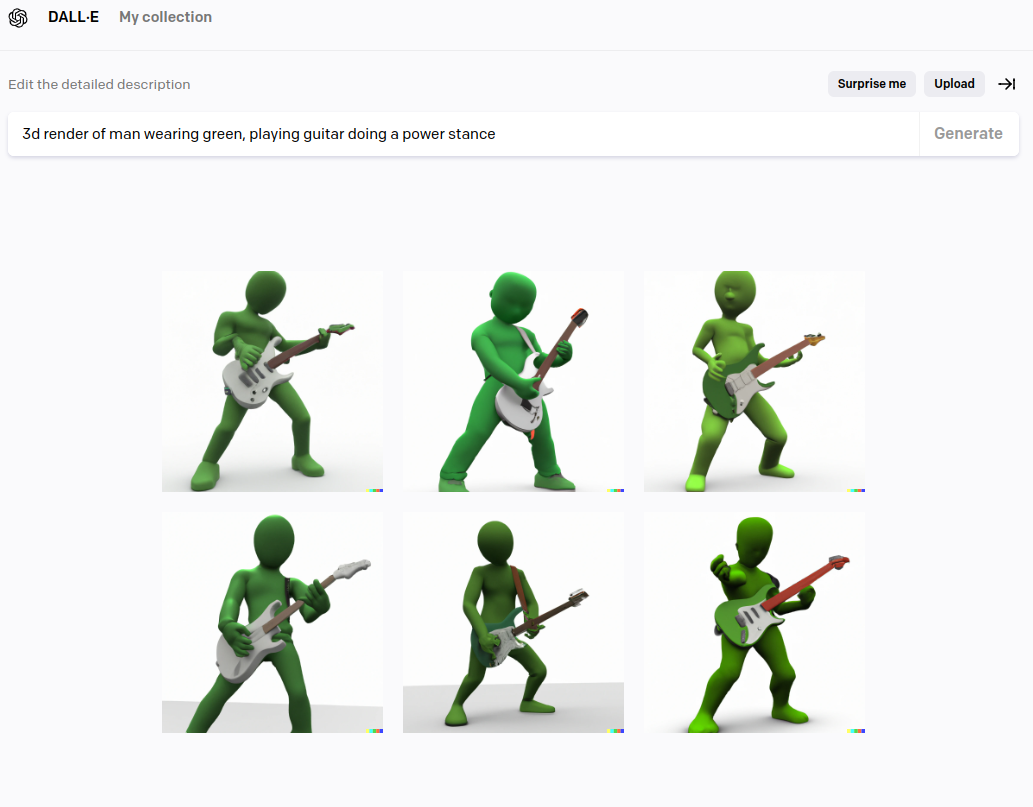 DALL·E My collection
Edit the detailed description Surprise me Upload
3d render of man wearing green, playing guitar doing a power stance Generate